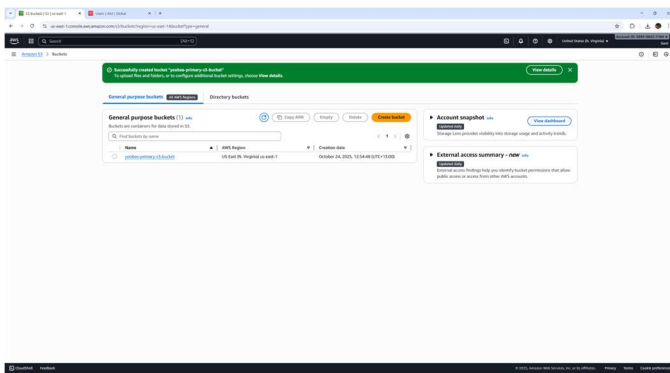 S3 buckets | S3 | us-east-1
Users | IAM | Global
us-east-1.console.aws.amazon.com/s3/buckets?region=us-east-1&bucketType=general
aws
Search
[Alt+S]
United States (N. Virginia)
Amazon S3 > Buckets
Successfully created bucket "yeekee-primary-s3-bucket"
To upload files and folders, or to configure additional bucket settings, choose View details.
View details
General purpose buckets All AWS Regions
Directory buckets
General purpose buckets (1) Info
Copy ARN
Empty
Delete
Create bucket
Buckets are containers for data stored in S3.
Find buckets by name
1
Name
AWS Region
Creation date
US East (N. Virginia) us-east-1
October 24, 2025, 12:54:48 (UTC+13:00)
Account snapshot Info
Updated daily
View dashboard
Storage Lens provides visibility into storage usage and activity trends.
External access summary - new Info
Updated daily
External access findings help you identify bucket permissions that allow
public access or access from other AWS accounts.
CloudShell
Feedback
© 2025, Amazon Web Services, Inc. or its affiliates.
Privacy
Terms
Cookie preferences